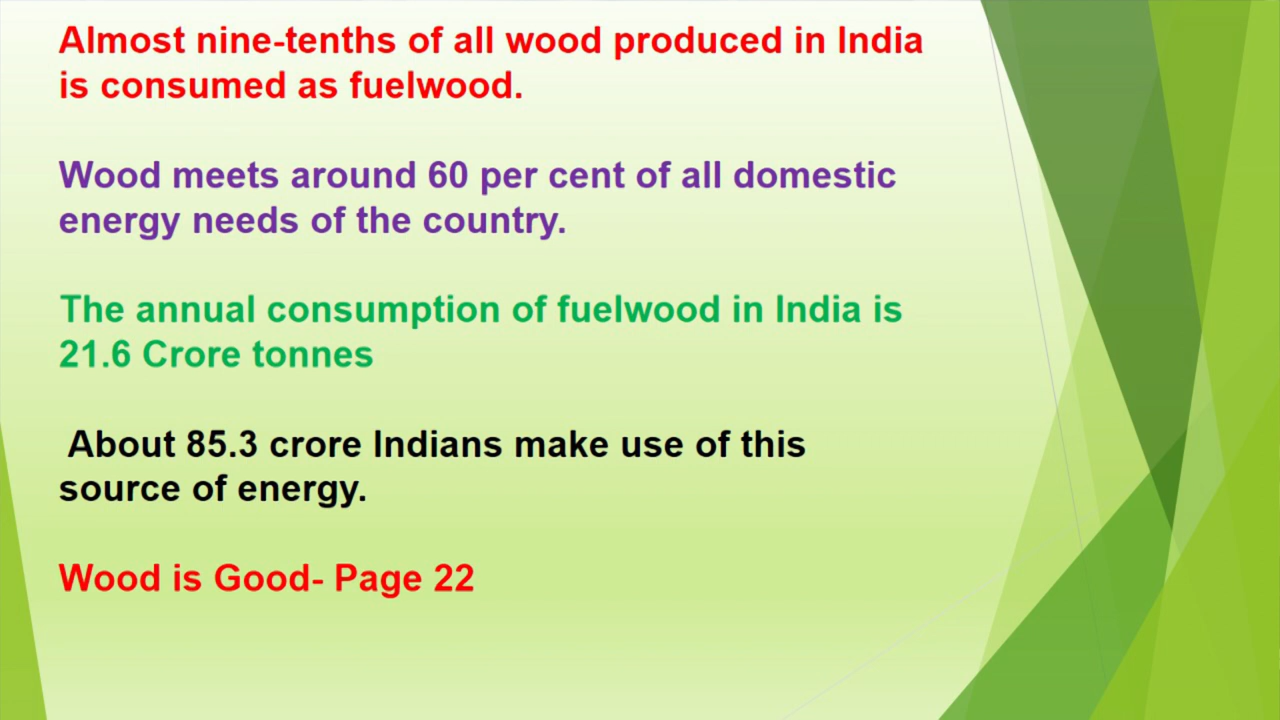 Almost nine-tenths of all wood produced in India
is consumed as fuelwood.
Wood meets around 60 per cent of all domestic
energy needs of the country.
The annual consumption of fuelwood in India is
21.6 Crore tonnes
About 85.3 crore Indians make use of this
source of energy.
Wood is Good- Page 22